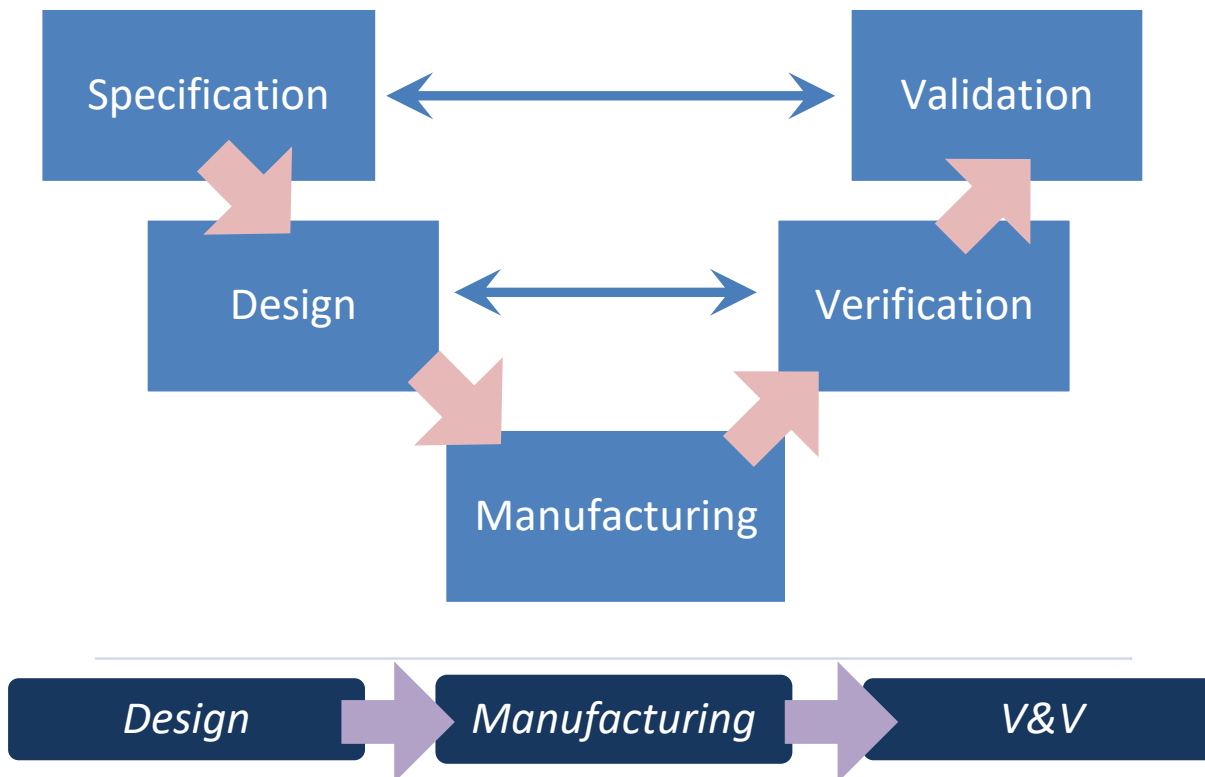 Specification
Validation
Design
Verification
Manufacturing
Design
Manufacturing
V&V